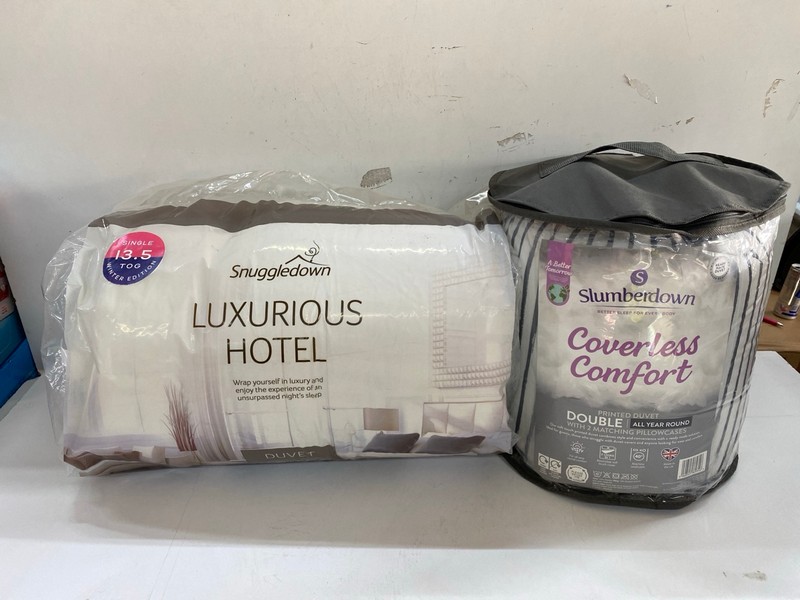 SINGLE
13.5
TOG
WINTER EDITION
Snuggledown
LUXURIOUS
HOTEL
Wrap yourself in luxury and
enjoy the experience of an
unsurpassed night's sleep
DUVET
A Better
Tomorrow
S
Slumberdown
Coverless
Comfort
PRINTED DUVET
DOUBLE ALL YEAR ROUND
WITH 2 MATCHING PILLOWCASES